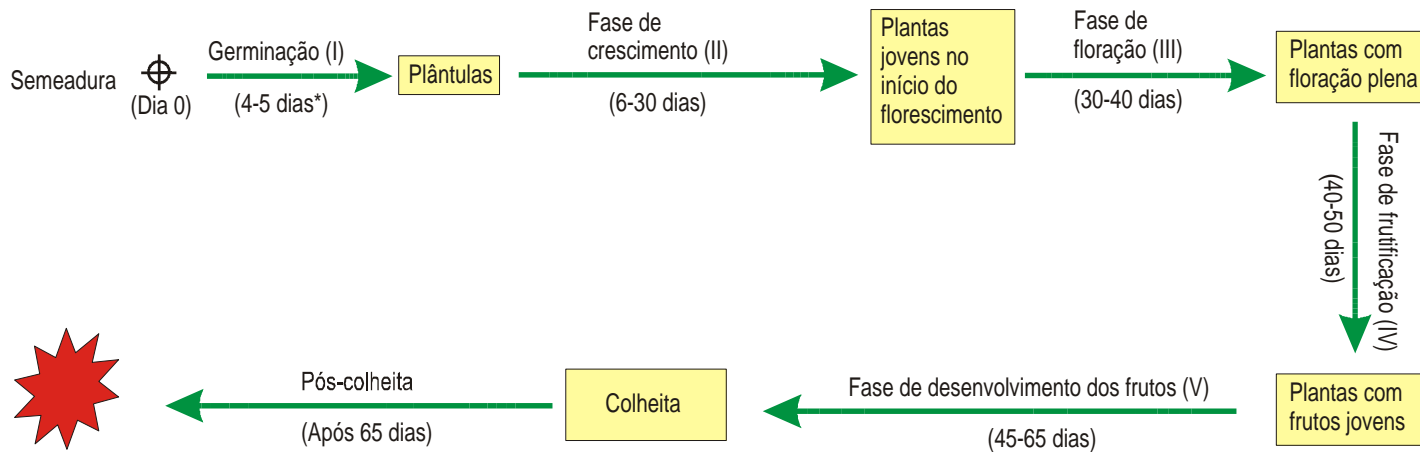 Semeadura
(Dia 0)
Germinação (I)
(4-5 dias*)
Plântulas
Fase de
crescimento (II)
(6-30 dias)
Plantas
jovens no
início do
florescimento
Fase de
floração (III)
(30-40 dias)
Plantas com
floração plena
Fase de frutificação (IV)
(40-50 dias)
Plantas com
frutos jovens
Fase de desenvolvimento dos frutos (V)
(45-65 dias)
Colheita
Pós-colheita
(Após 65 dias)